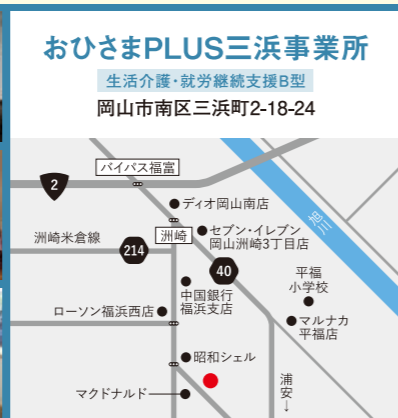 おひさまPLUS三浜事業所
生活介護・就労継続支援B型
岡山市南区三浜町2-18-24
バイパス福富
2
ディオ岡山南店
旭川
洲崎米倉線
洲崎
セブン・イレブン
岡山洲崎3丁目店
214
40
中国銀行
福浜支店
平福
小学校
ローソン福浜西店
マルナカ
平福店
昭和シェル
マクドナルド
浦安→